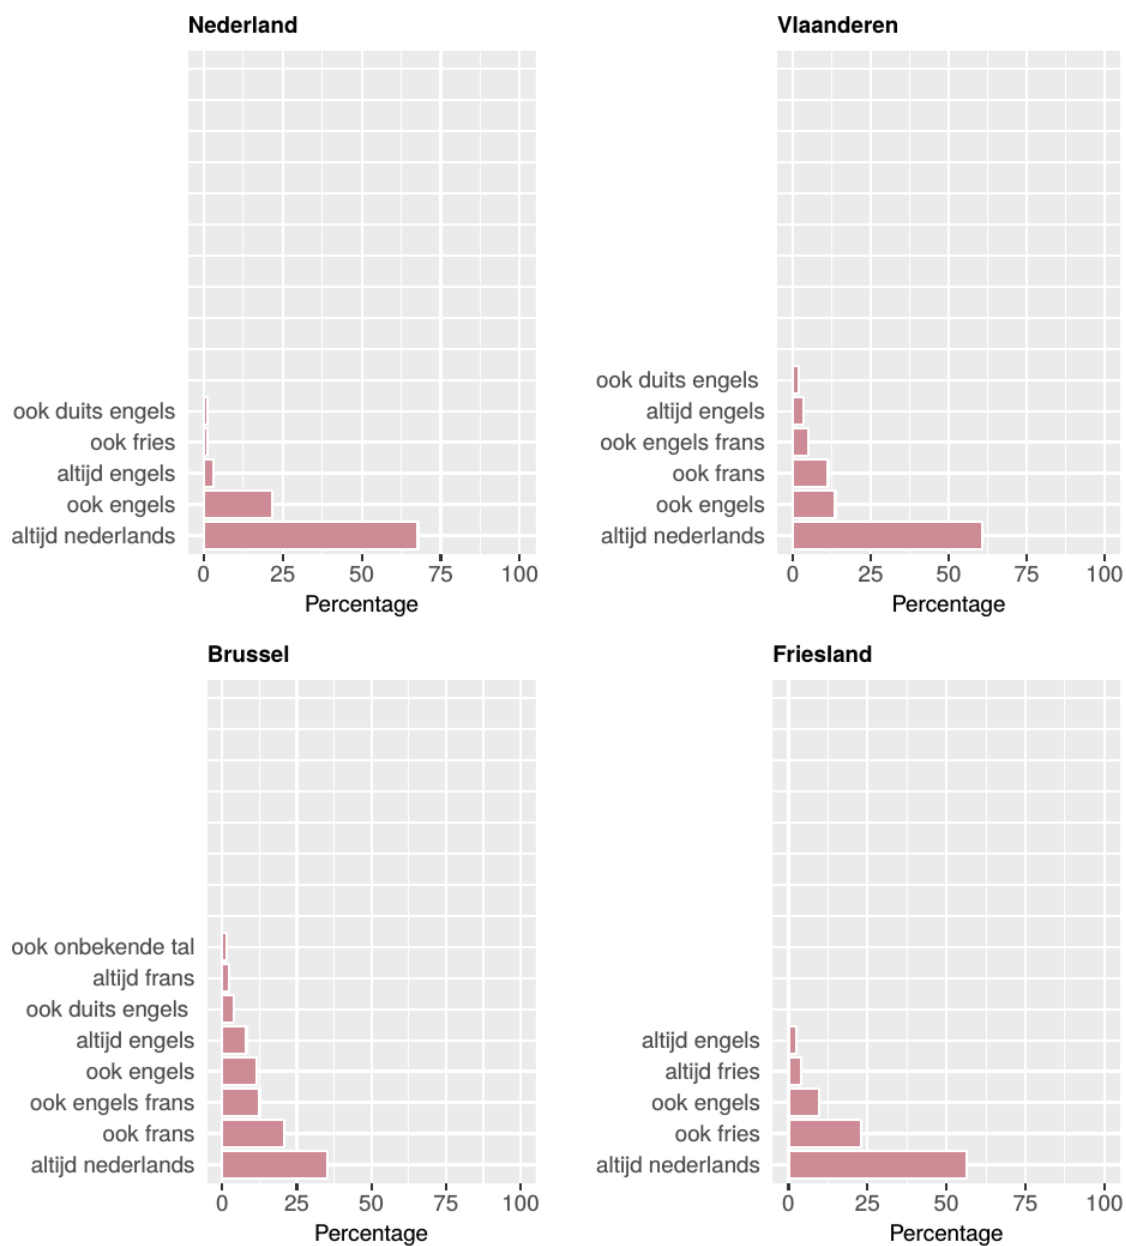 Nederland
ook duits engels
ook fries
altijd engels
ook engels
altijd nederlands
0 25 50 75 100
Percentage
Vlaanderen
ook duits engels
altijd engels
ook engels frans
ook frans
ook engels
altijd nederlands
0 25 50 75 100
Percentage
Brussel
ook onbekende tal
altijd frans
ook duits engels
altijd engels
ook engels
ook engels frans
ook frans
altijd nederlands
0 25 50 75 100
Percentage
Friesland
altijd engels
altijd fries
ook engels
ook fries
altijd nederlands
0 25 50 75 100
Percentage